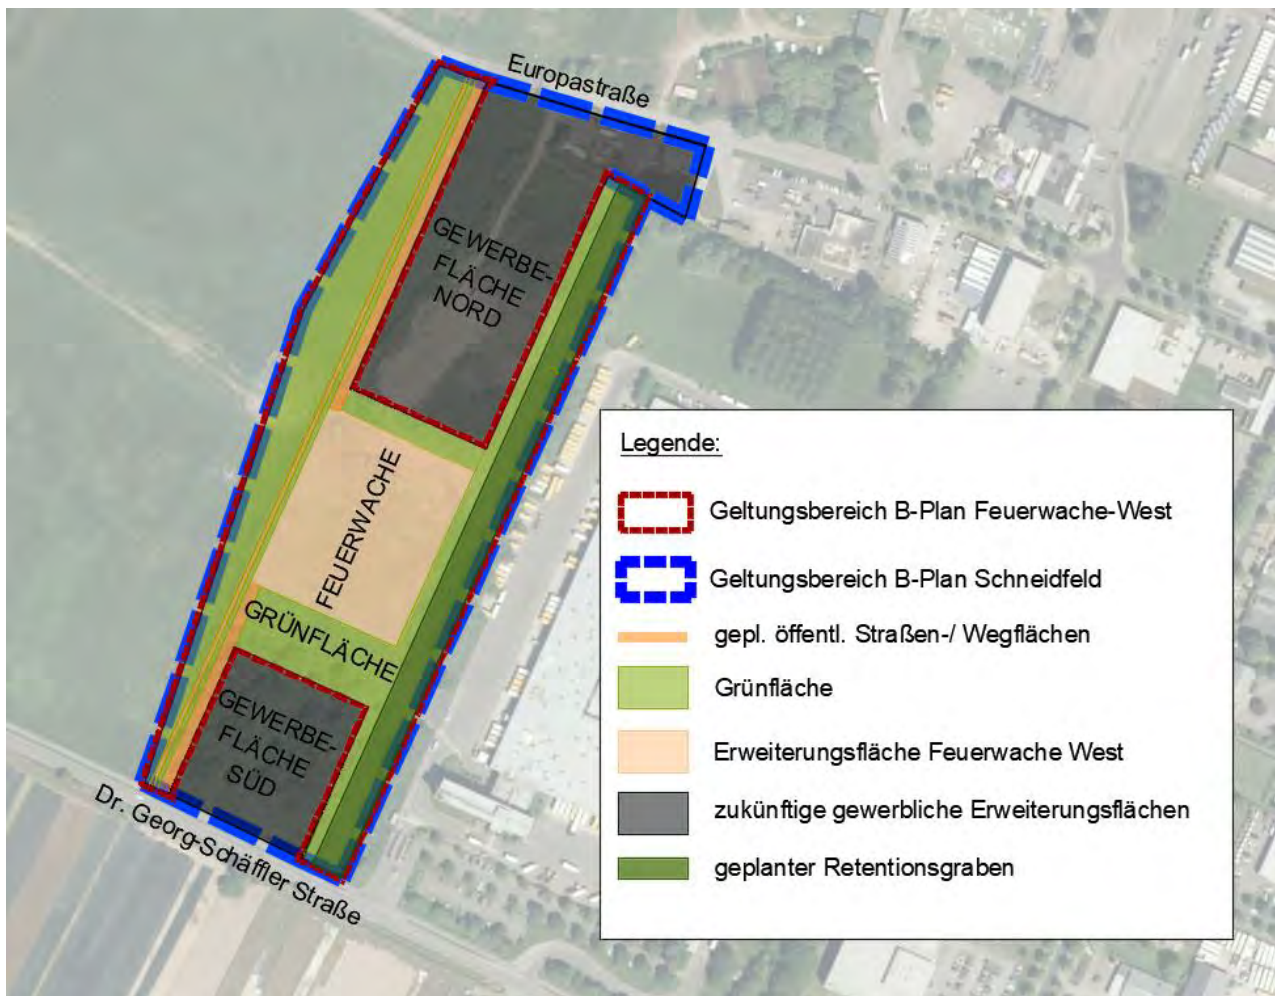 Europastraße
GEWERBE-
FLÄCHE
NORD
FEUERWACHE
GRÜNFLÄCHE
GEWERBE-
FLÄCHE
SÜD
Dr. Georg-Schäffler Straße
Legende:
Geltungsbereich B-Plan Feuerwache-West
Geltungsbereich B-Plan Schneidfeld
gepl. öffentl. Straßen-/ Wegflächen
Grünfläche
Erweiterungsfläche Feuerwache West
zukünftige gewerbliche Erweiterungsflächen
geplanter Retentionsgraben